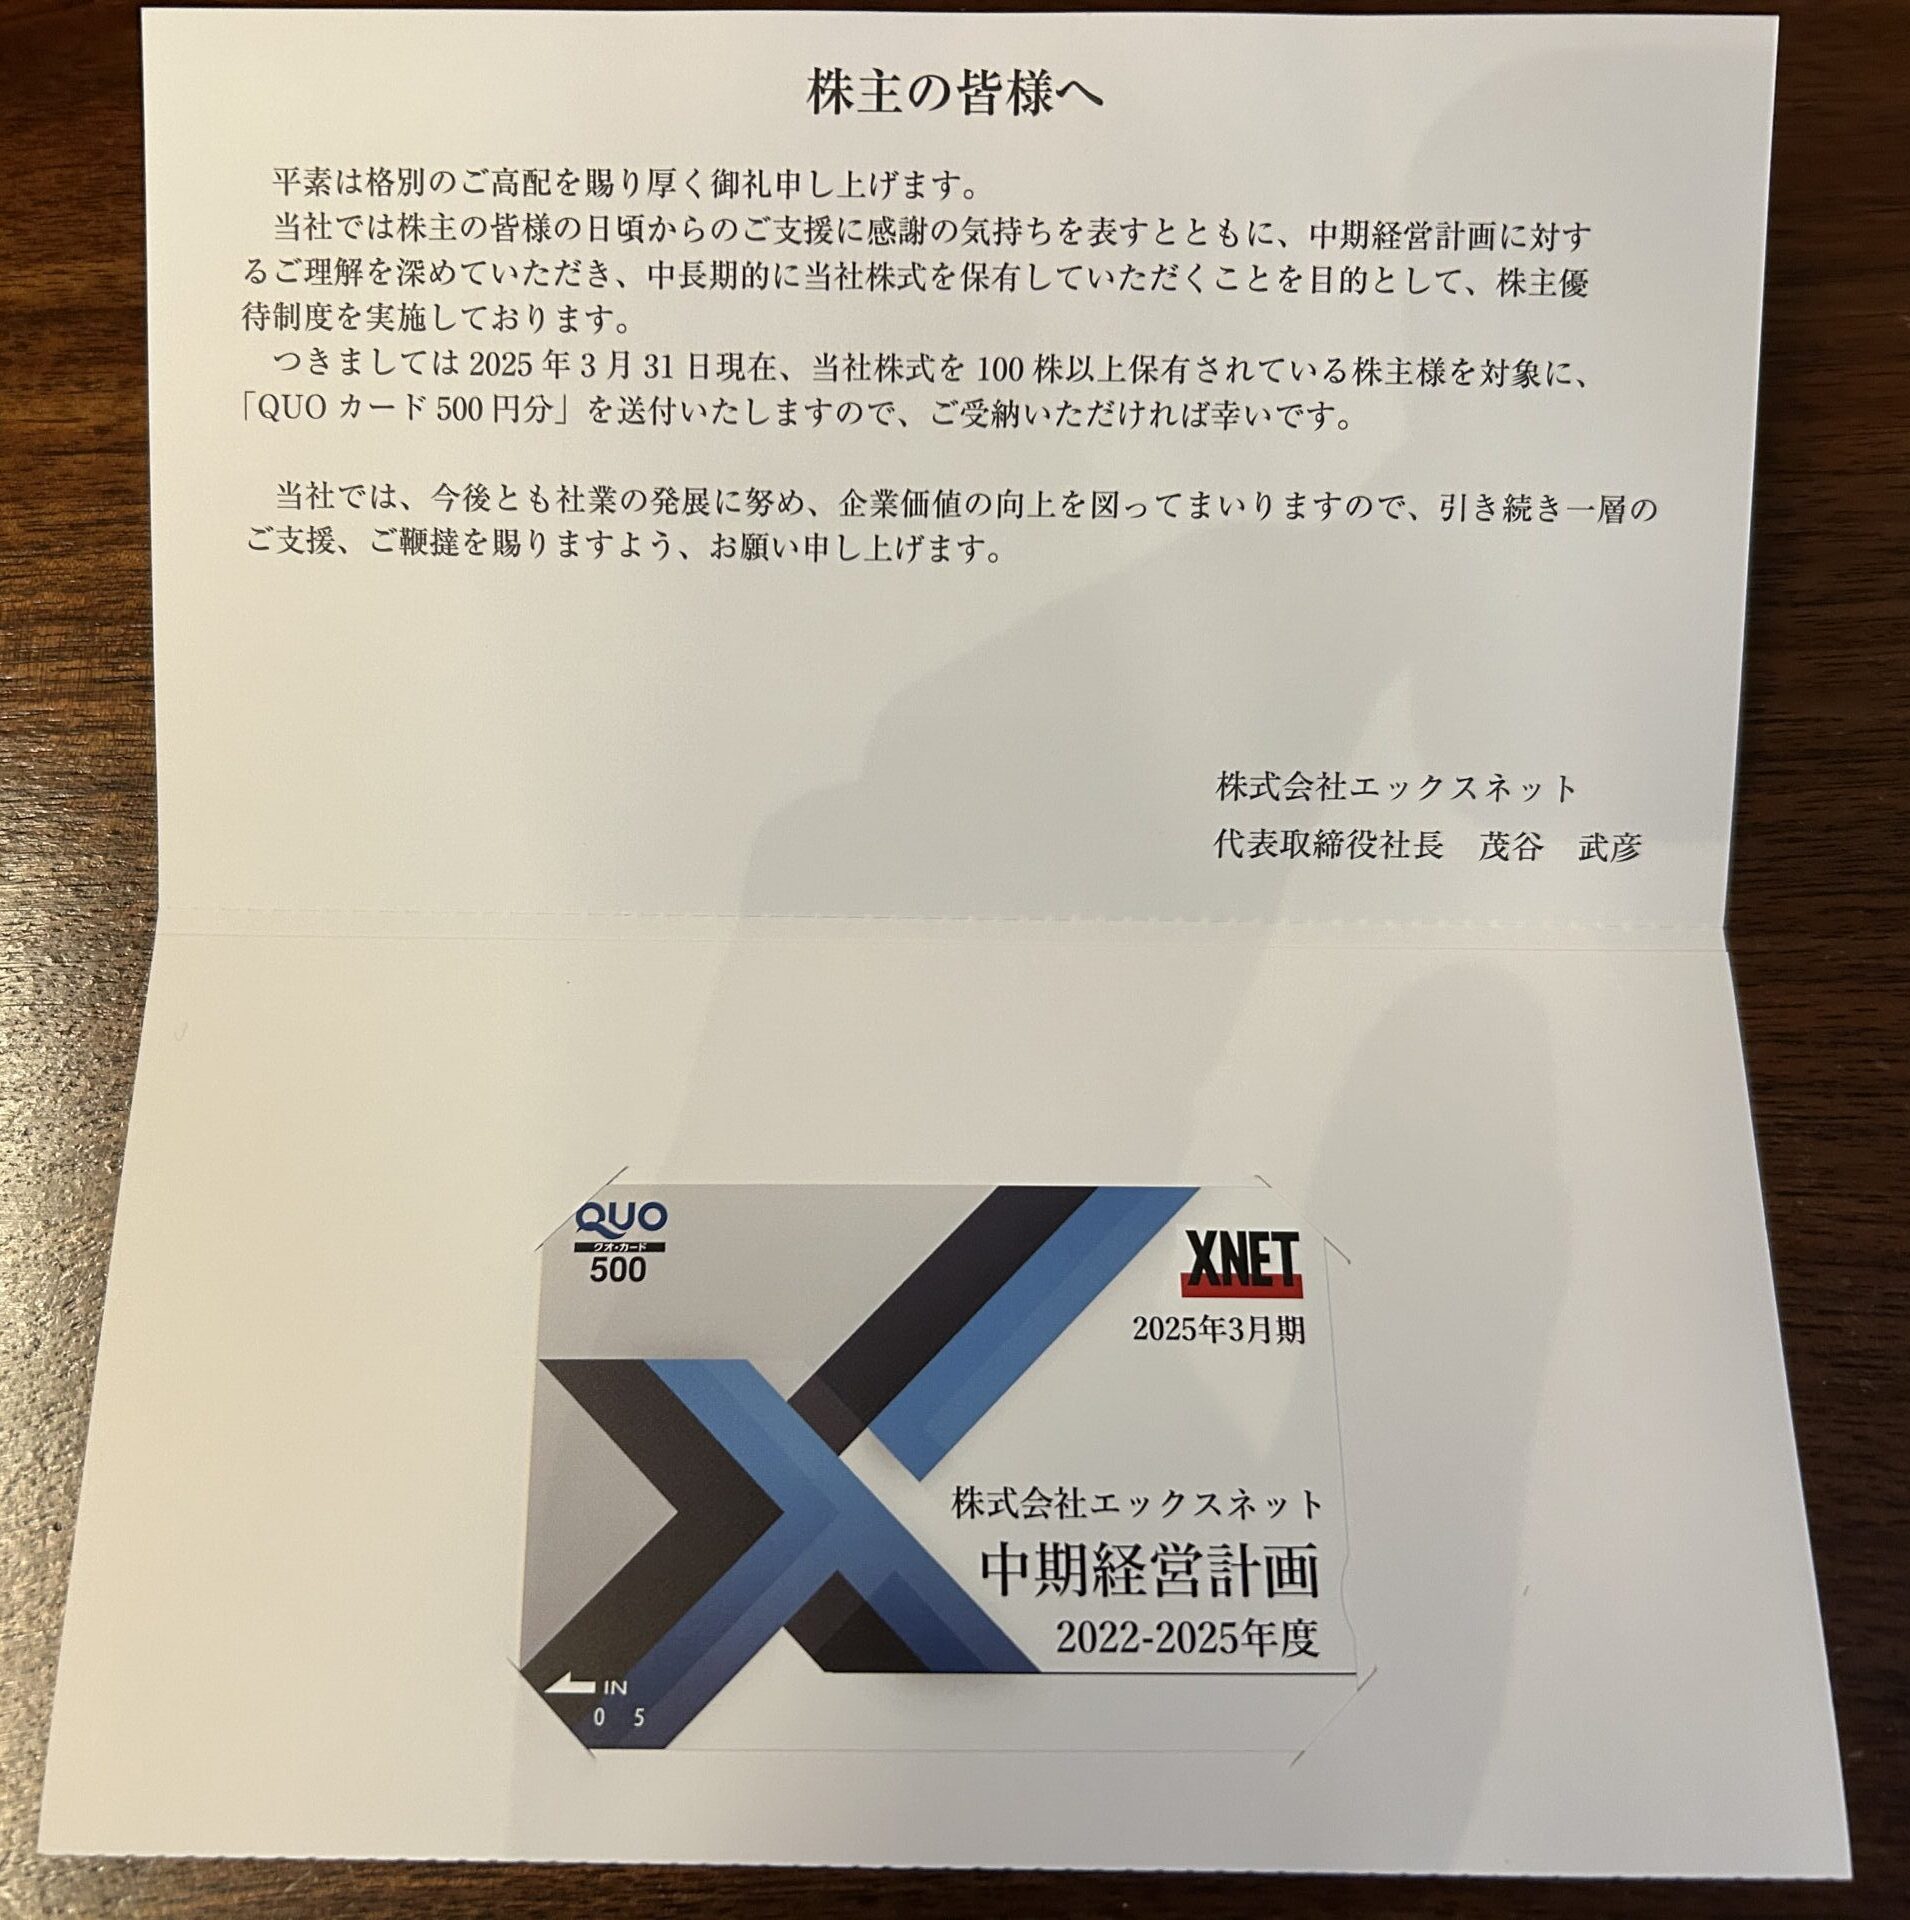 株主の皆様へ
平素は格別のご高配を賜り厚く御礼申し上げます。
当社では株主の皆様の日頃からのご支援に感謝の気持ちを表すとともに、中期経営計画に対す
るご理解を深めていただき、中長期的に当社株式を保有していただくことを目的として、株主優
待制度を実施しております。
つきましては 2025 年 3 月 31 日現在、当社株式を 100 株以上保有されている株主様を対象に、
「QUO カード 500 円分」を送付いたしますので、ご受納いただければ幸いです。
当社では、今後とも社業の発展に努め、企業価値の向上を図ってまいりますので、引き続き一層の
ご支援、ご鞭撻を賜りますよう、お願い申し上げます。
株式会社エックスネット
代表取締役社長 茂谷 武彦
QUO
クオ・カード
500
XNET
2025年3月期
株式会社エックスネット
中期経営計画
2022-2025年度
IN
0 5